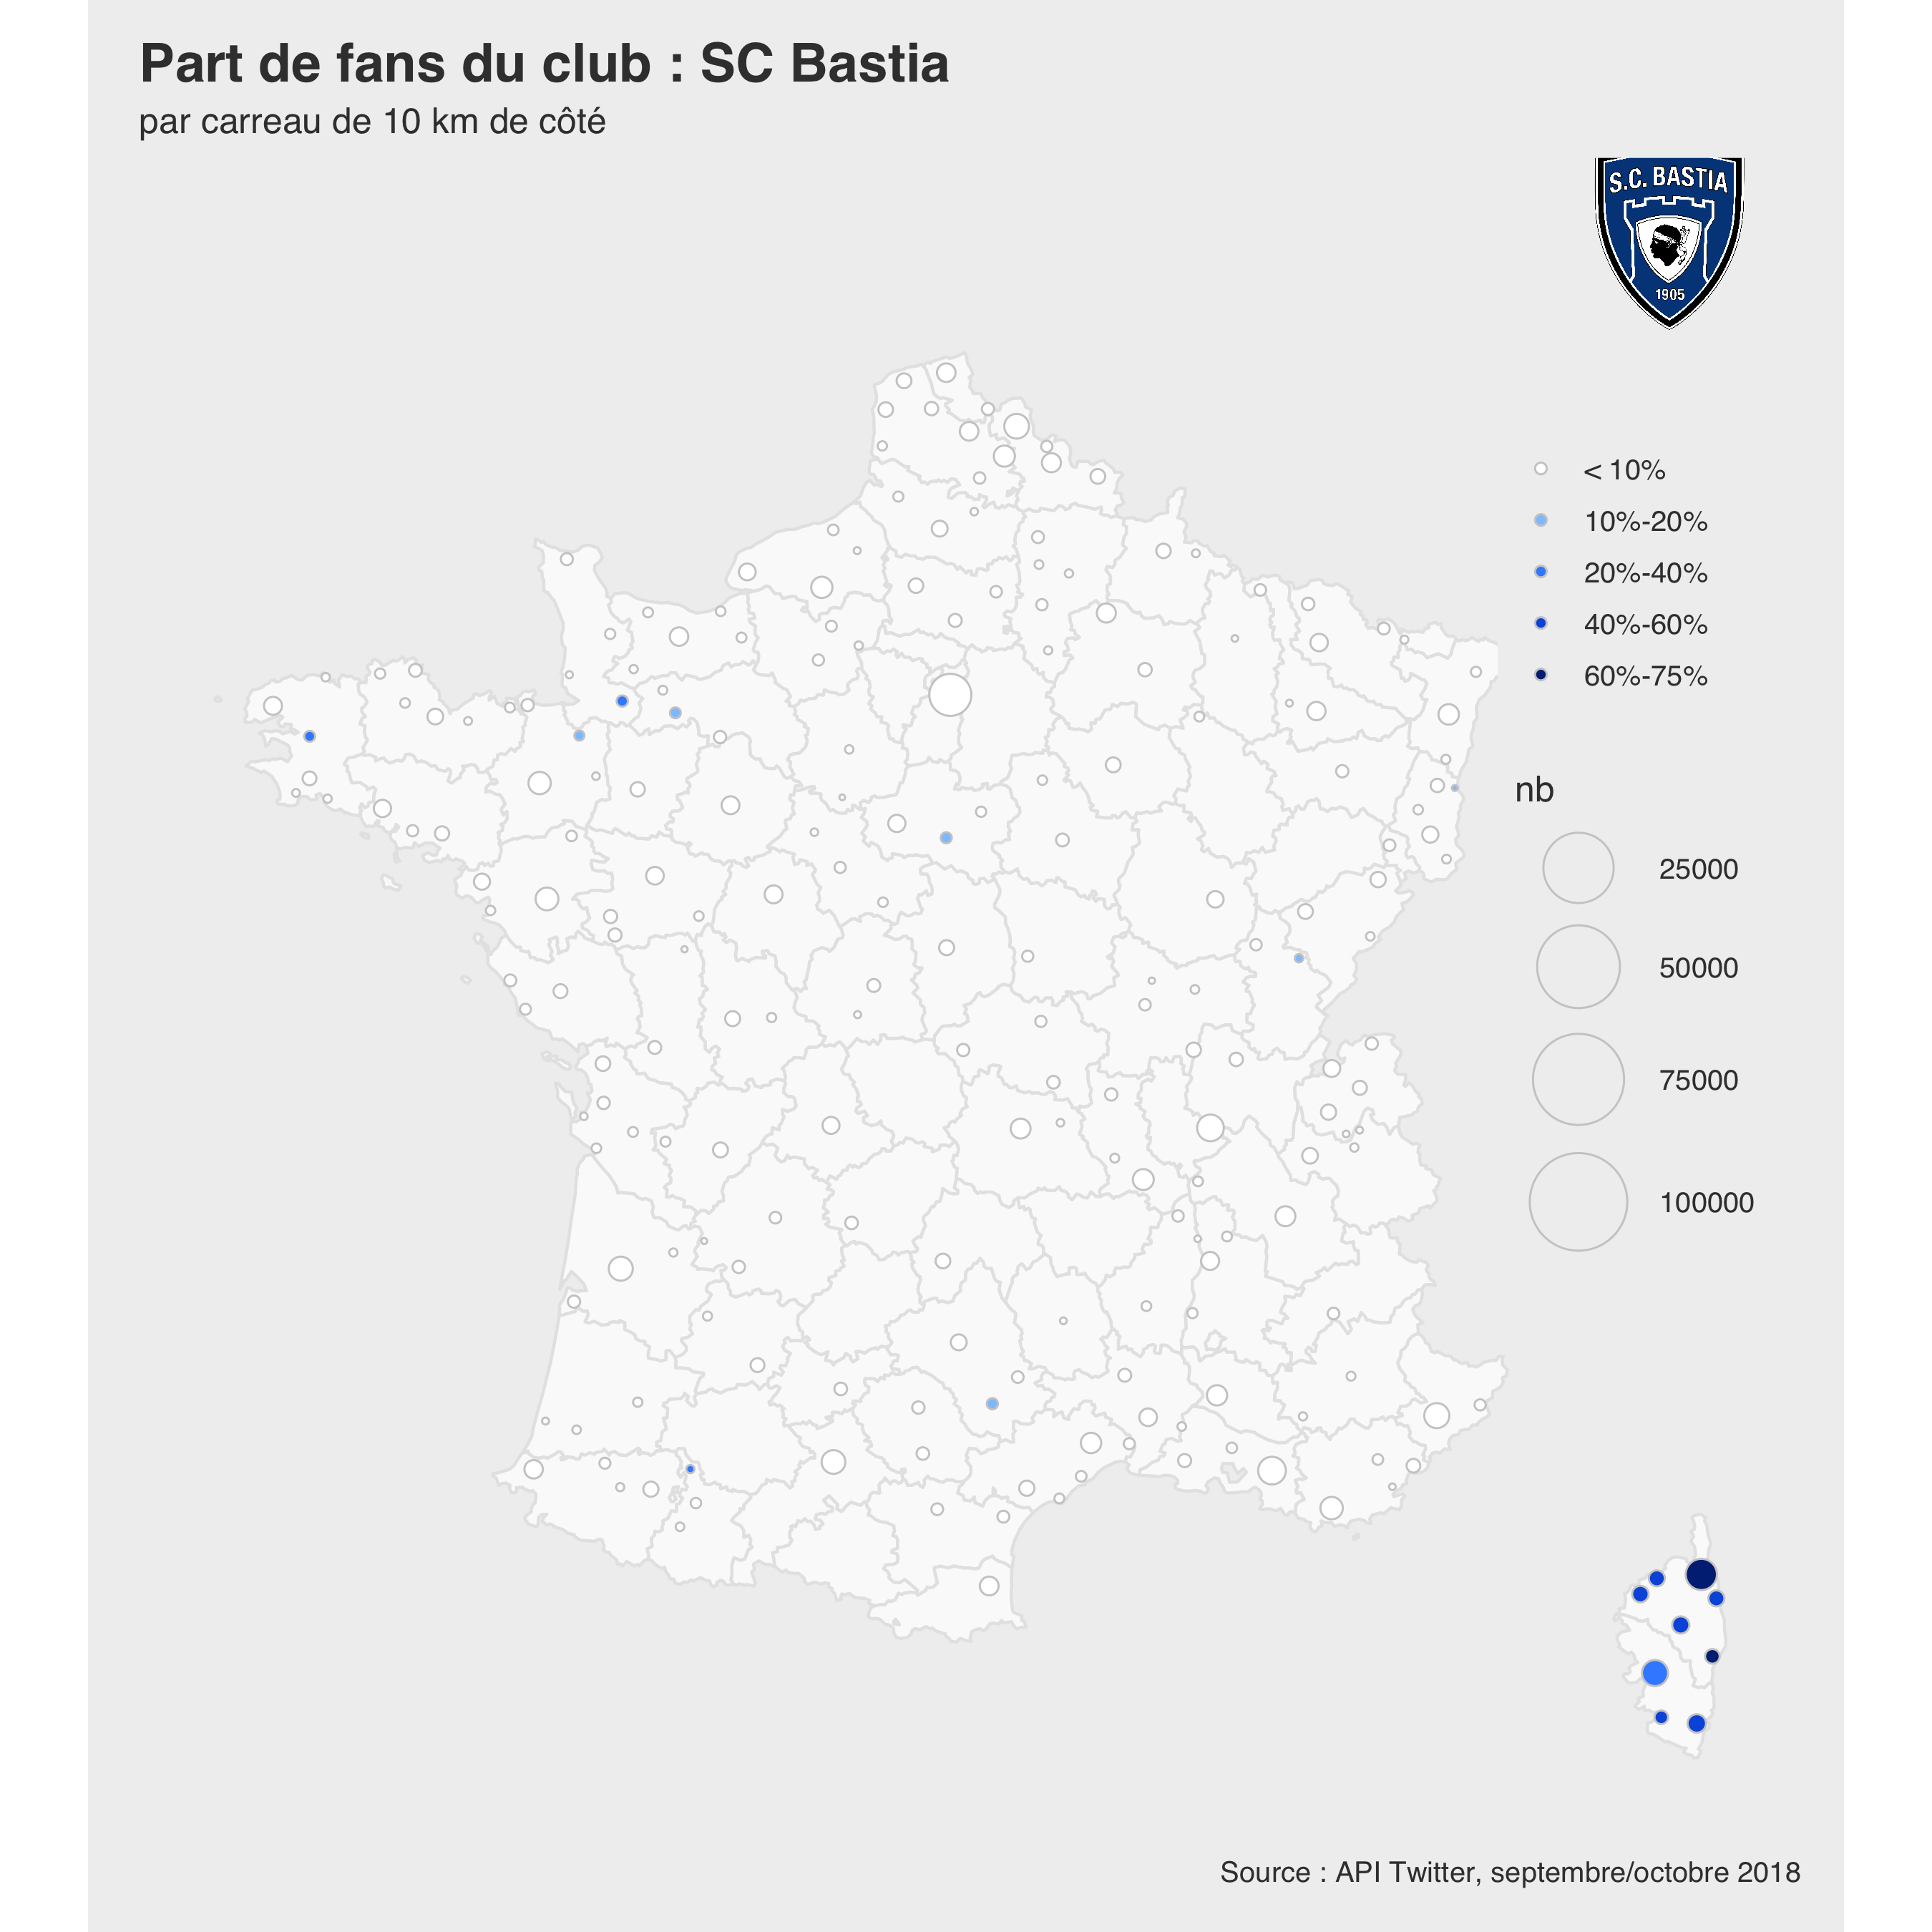 Part de fans du club : SC Bastia
par carreau de 10 km de côté
S.C. BASTIA
1905
< 10%
10%-20%
20%-40%
40%-60%
60%-75%
nb
25000
50000
75000
100000
Source : API Twitter, septembre/octobre 2018